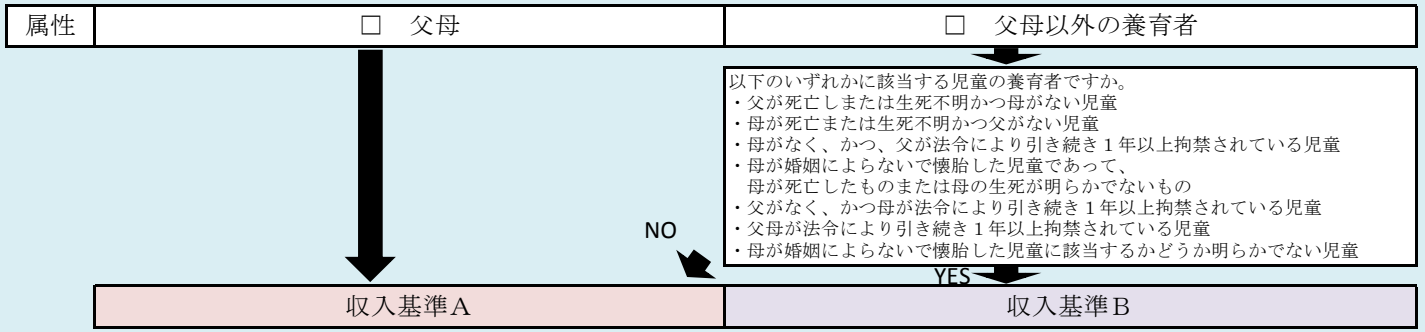 属性
□　父母
□　父母以外の養育者
以下のいずれかに該当する児童の養育者ですか。
・父が死亡しまたは生死不明かつ母がない児童
・母が死亡または生死不明かつ父がない児童
・母がなく、かつ、父が法令により引き続き１年以上拘禁されている児童
・母が婚姻によらないで懐胎した児童であって、
　母が死亡したものまたは母の生死が明らかでないもの
・父がなく、かつ母が法令により引き続き１年以上拘禁されている児童
・父母が法令により引き続き１年以上拘禁されている児童
・母が婚姻によらないで懐胎した児童に該当するかどうか明らかでない児童
NO
YES
収入基準Ａ
収入基準Ｂ